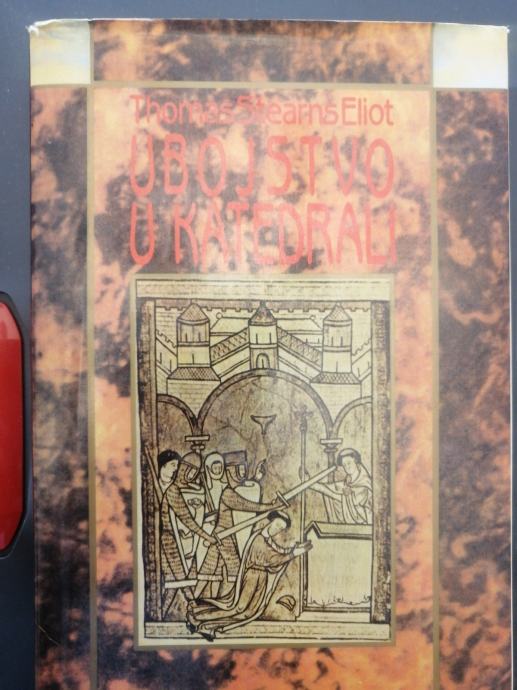 Thomas Stearns Eliot
UBOJSTVO
U KATEDRALI